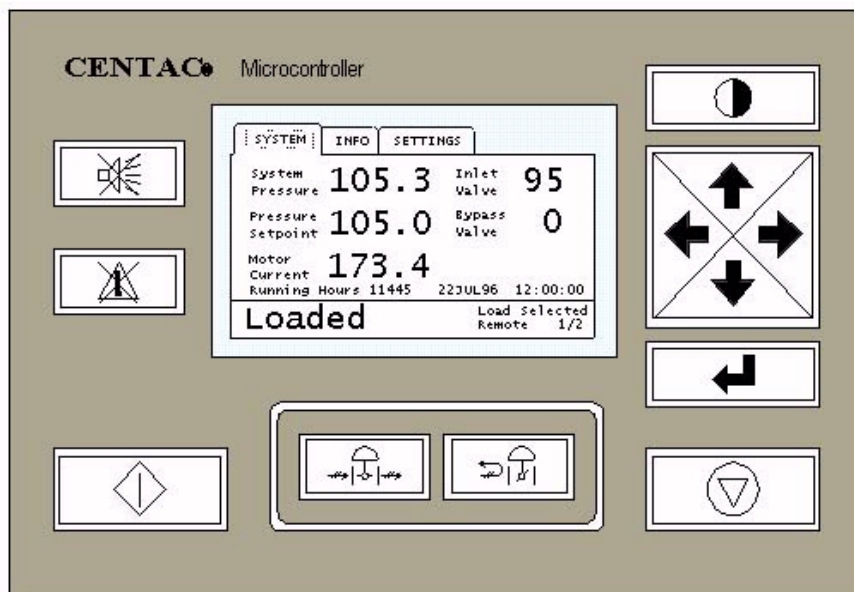 CENTAC® Microcontroller
SYSTEM INFO SETTINGS
System Pressure 105.3 Inlet Valve 95
Pressure Setpoint 105.0 Bypass Valve 0
Motor Current 173.4
Running Hours 11445 22JUL96 12:00:00
Loaded Load Selected
Remote 1/2